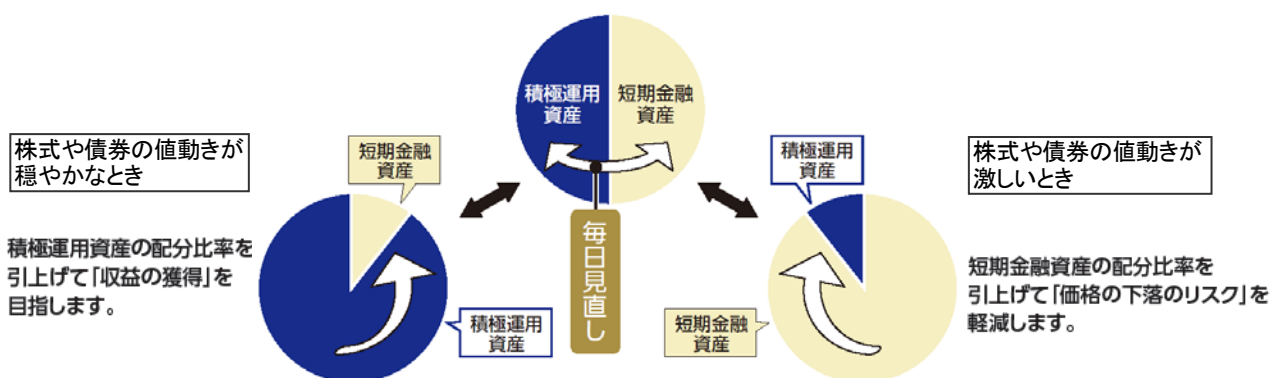 積極運用
資産
短期金融
資産
毎日見直し
株式や債券の値動きが
穏やかなとき
積極運用資産の配分比率を
引上げて「収益の獲得」を
目指します。
短期金融
資産
積極運用
資産
積極運用
資産
短期金融
資産
株式や債券の値動きが
激しいとき
短期金融資産の配分比率を
引上げて「価格の下落のリスク」を
軽減します。